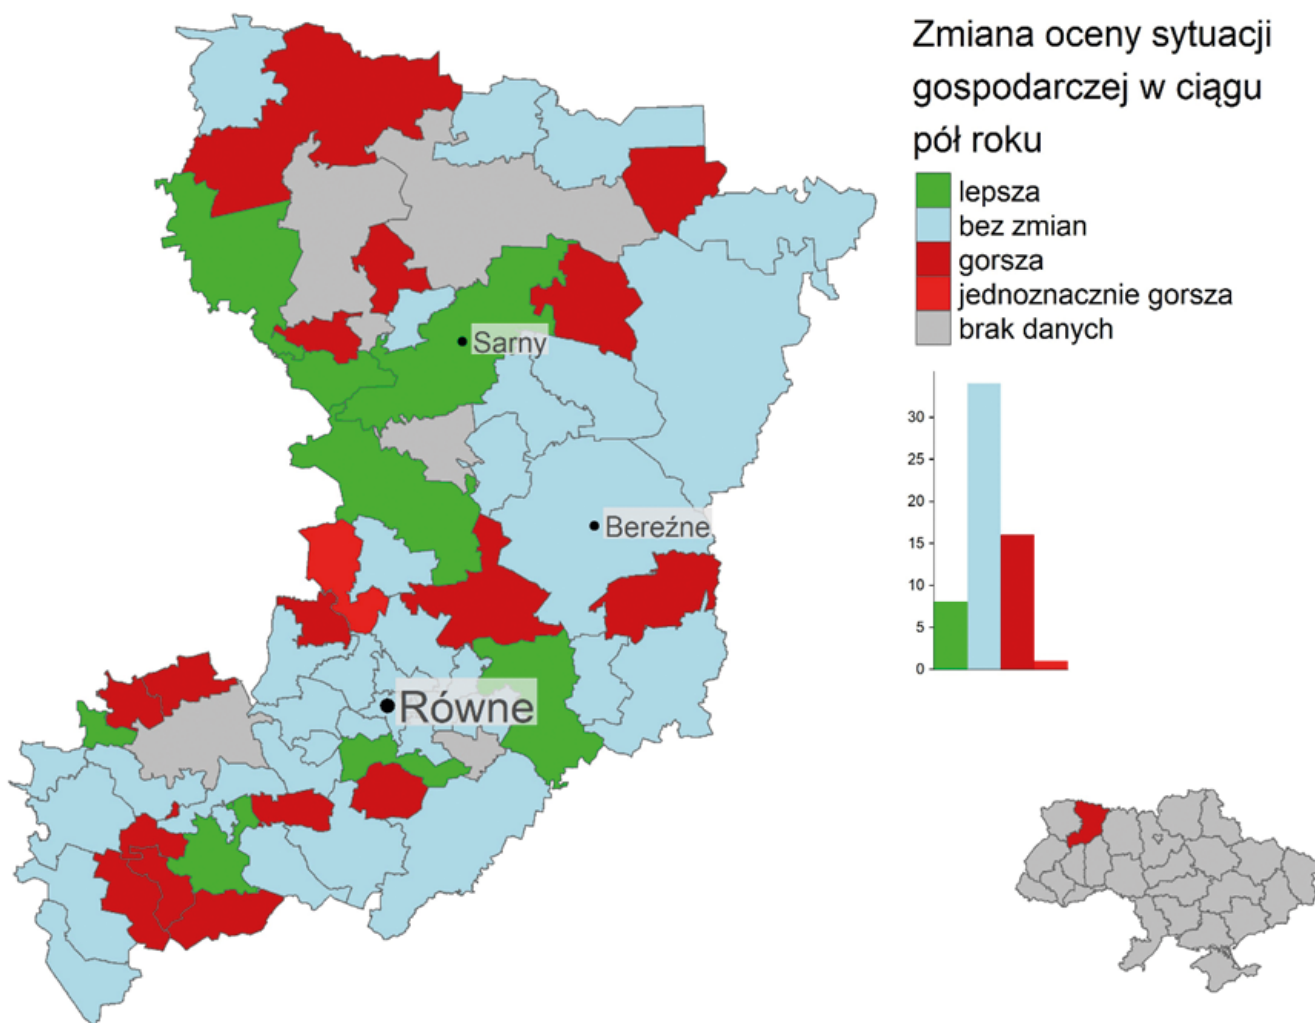 Zmiana oceny sytuacji
gospodarczej w ciągu
pół roku
lepsza
bez zmian
gorsza
jednoznacznie gorsza
brak danych
Sarny
Bereźne
Równe
30
25
20
15
10
5
0